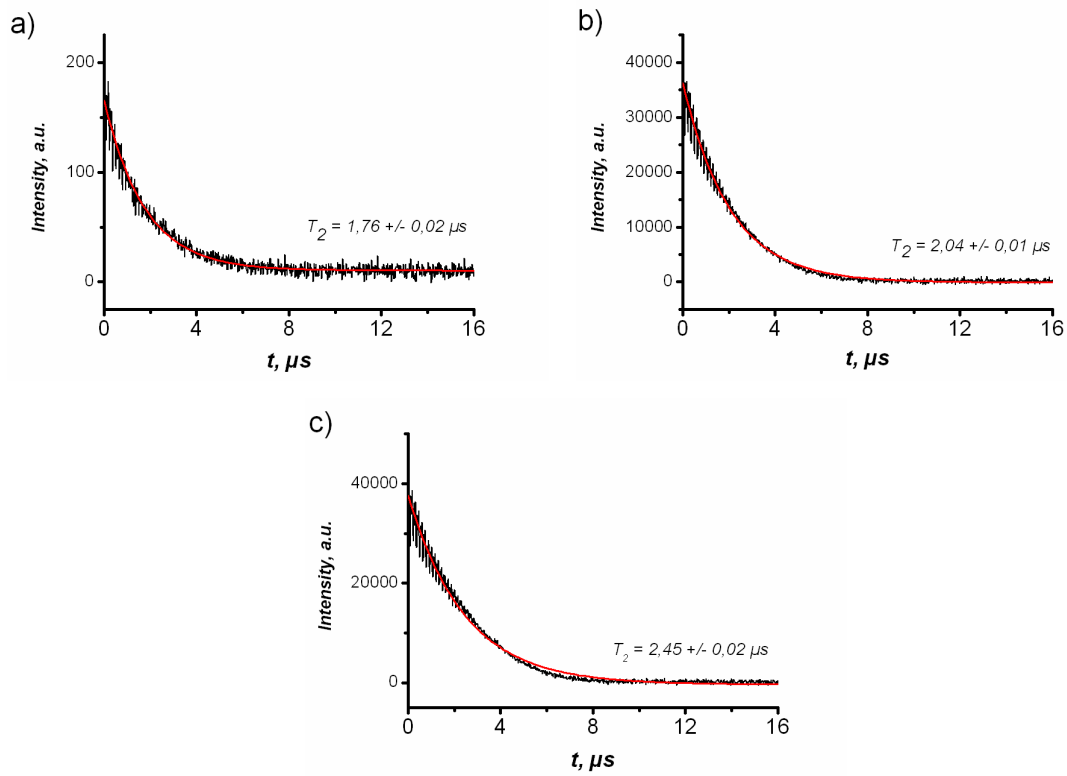 a)
Intensity, a.u.
200
100
0
T2 = 1,76 +/- 0,02 µs
0 4 8 12 16
t, µs
b)
Intensity, a.u.
40000
30000
20000
10000
0
T2 = 2,04 +/- 0,01 µs
0 4 8 12 16
t, µs
c)
Intensity, a.u.
40000
20000
0
T2 = 2,45 +/- 0,02 µs
0 4 8 12 16
t, µs